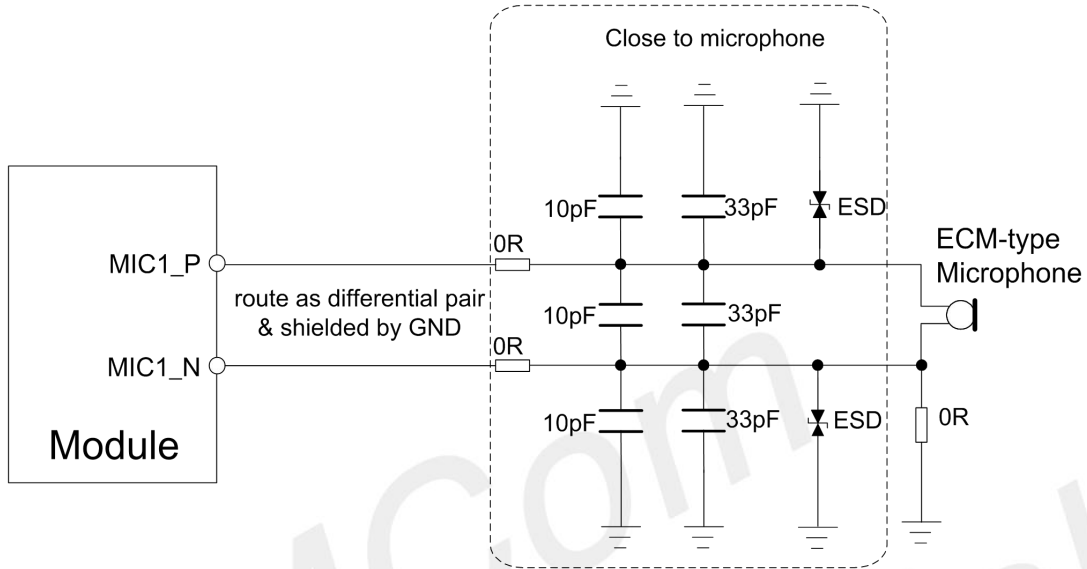 Close to microphone
10pF
33pF
ESD
0R
ECM-type
Microphone
MIC1_P
route as differential pair
& shielded by GND
10pF
33pF
0R
MIC1_N
10pF
33pF
ESD
0R
Module